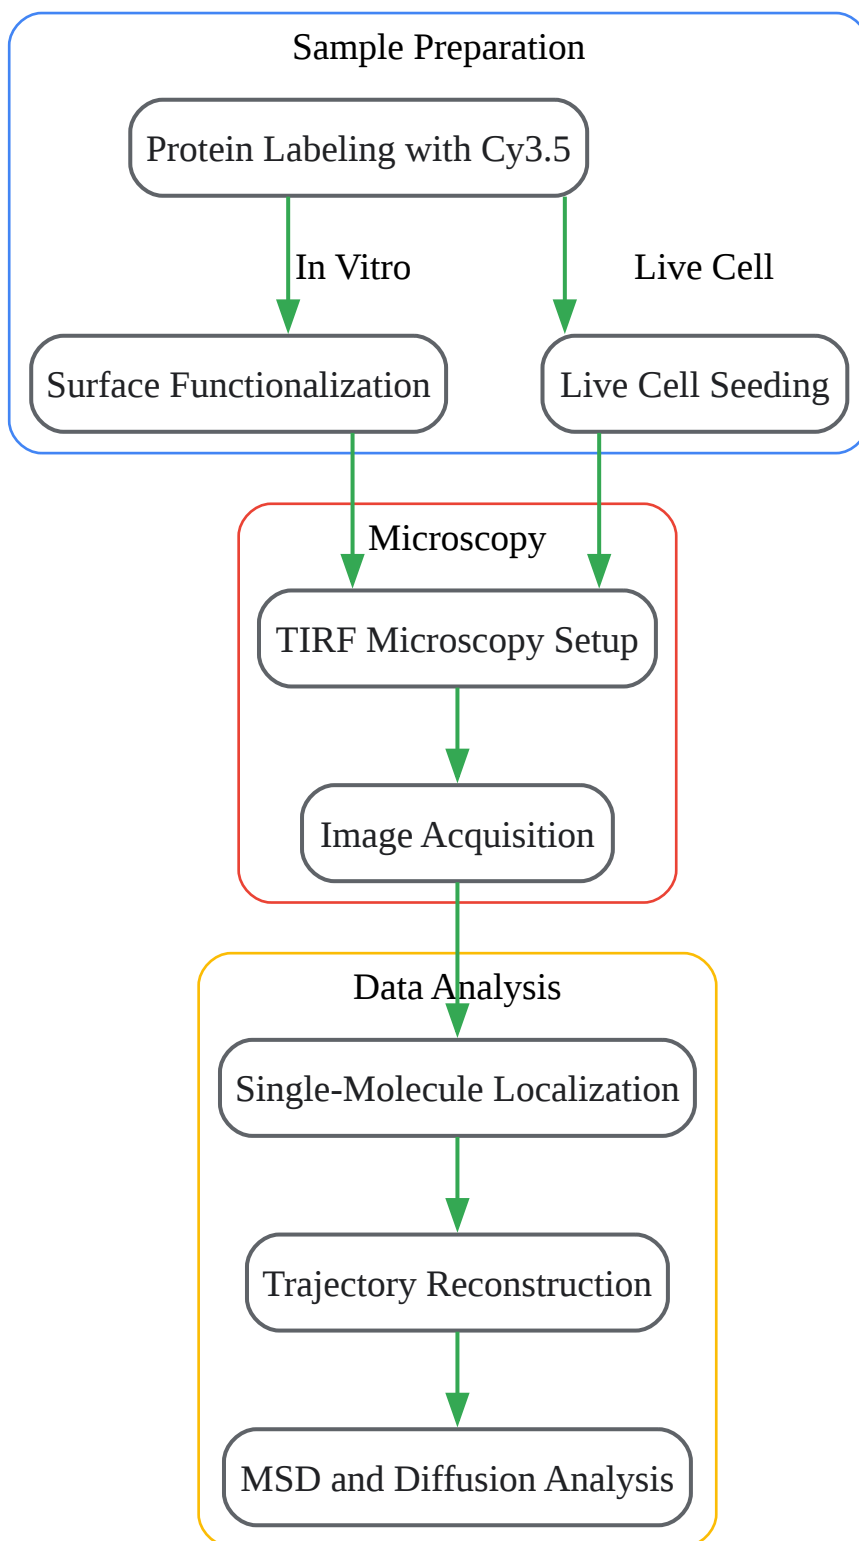 Sample Preparation
Protein Labeling with Cy3.5
In Vitro
Live Cell
Surface Functionalization
Live Cell Seeding
Microscopy
TIRF Microscopy Setup
Image Acquisition
Data Analysis
Single-Molecule Localization
Trajectory Reconstruction
MSD and Diffusion Analysis